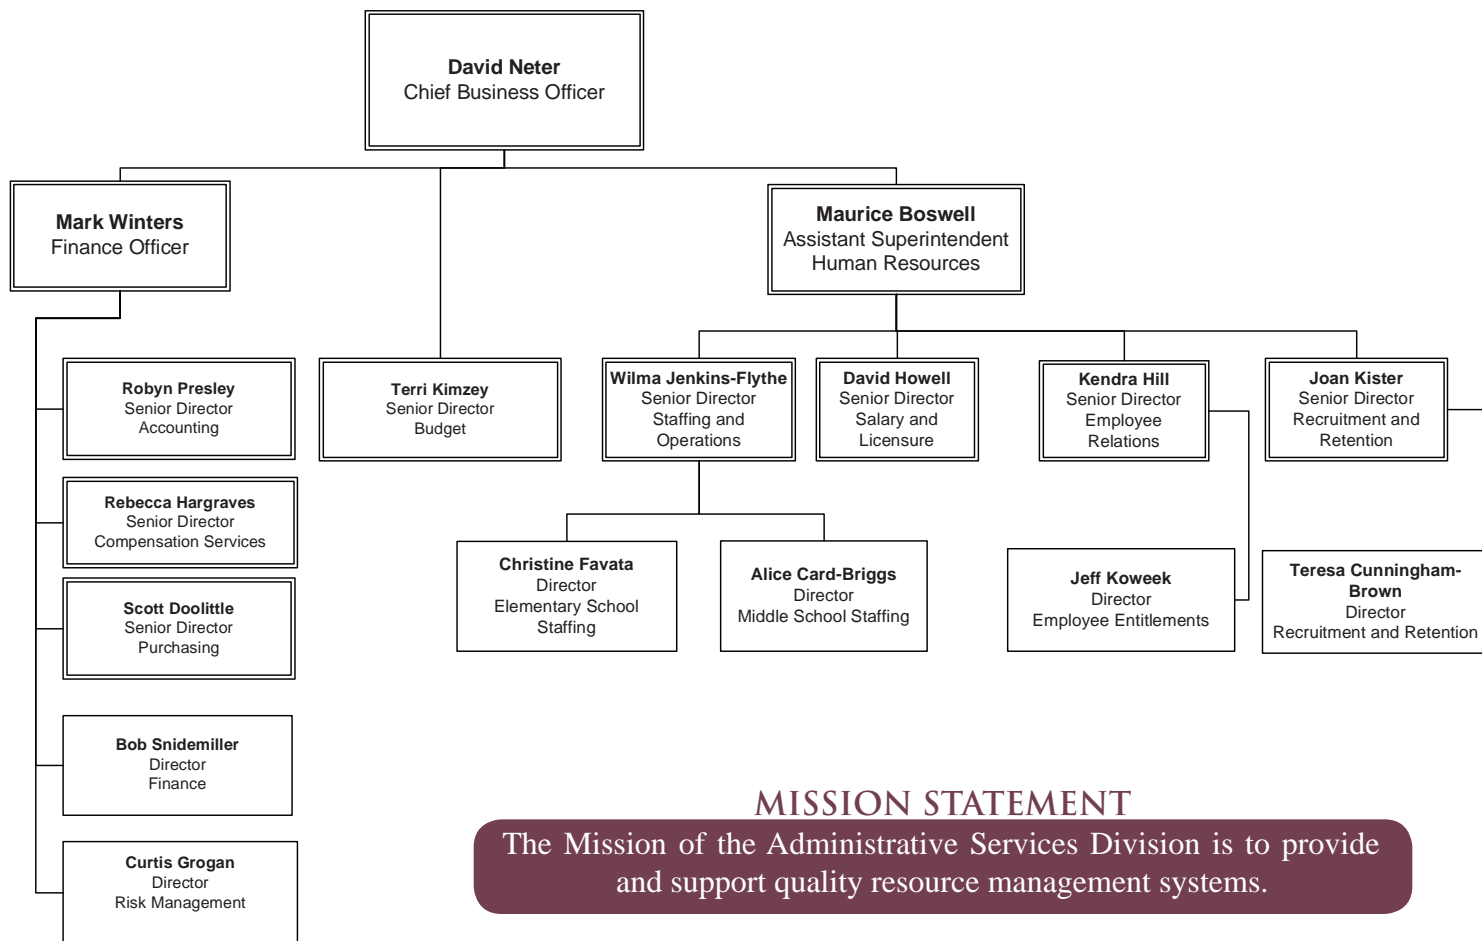 David Neter
Chief Business Officer
Mark Winters
Finance Officer
Maurice Boswell
Assistant Superintendent
Human Resources
Robyn Presley
Senior Director
Accounting
Terri Kimzey
Senior Director
Budget
Wilma Jenkins-Flythe
Senior Director
Staffing and
Operations
David Howell
Senior Director
Salary and
Licensure
Kendra Hill
Senior Director
Employee
Relations
Joan Kister
Senior Director
Recruitment and
Retention
Rebecca Hargraves
Senior Director
Compensation Services
Christine Favata
Director
Elementary School
Staffing
Alice Card-Briggs
Director
Middle School Staffing
Jeff Koweek
Director
Employee Entitlements
Teresa Cunningham-
Brown
Director
Recruitment and Retention
Scott Doolittle
Senior Director
Purchasing
Bob Snidemiller
Director
Finance
Curtis Grogan
Director
Risk Management
MISSION STATEMENT
The Mission of the Administrative Services Division is to provide
and support quality resource management systems.